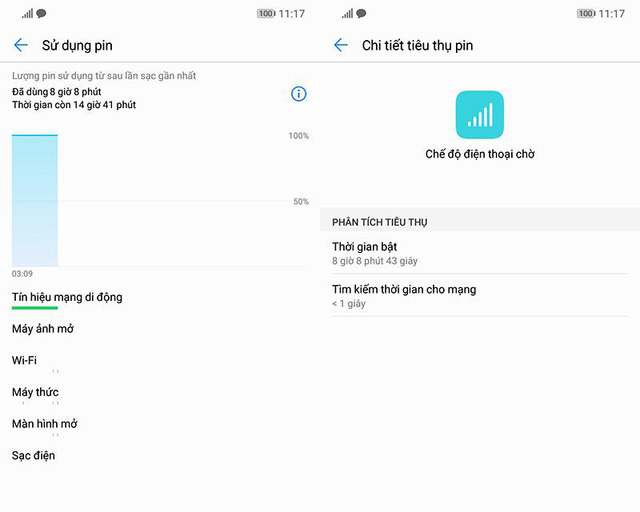 100 11:17
Sử dụng pin
Lượng pin sử dụng từ sau lần sạc gần nhất
Đã dùng 8 giờ 8 phút
Thời gian còn 14 giờ 41 phút
100%
50%
03:09
Tín hiệu mạng di động
Máy ảnh mở
Wi-Fi
Máy thức
Màn hình mở
Sạc điện
100 11:17
Chi tiết tiêu thụ pin
Chế độ điện thoại chờ
PHÂN TÍCH TIÊU THỤ
Thời gian bật
8 giờ 8 phút 43 giây
Tìm kiếm thời gian cho mạng
< 1 giây